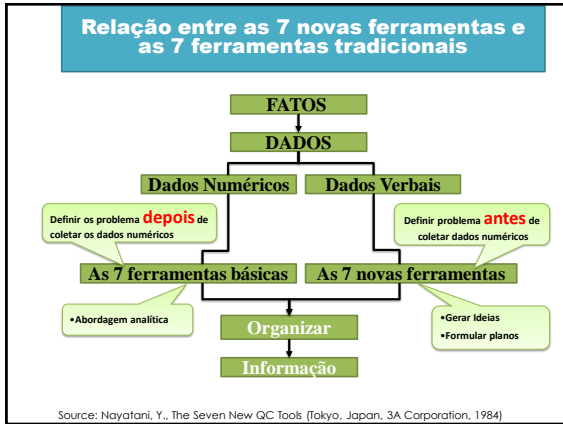 Relação entre as 7 novas ferramentas e
as 7 ferramentas tradicionais
FATOS
DADOS
Dados Numéricos
Dados Verbais
Definir os problema depois de
coletar os dados numéricos
Definir problema antes de
coletar dados numéricos
As 7 ferramentas básicas
As 7 novas ferramentas
•Abordagem analítica
•Gerar Ideias
•Formular planos
Organizar
Informação
Source: Nayatani, Y., The Seven New QC Tools (Tokyo, Japan, 3A Corporation, 1984)